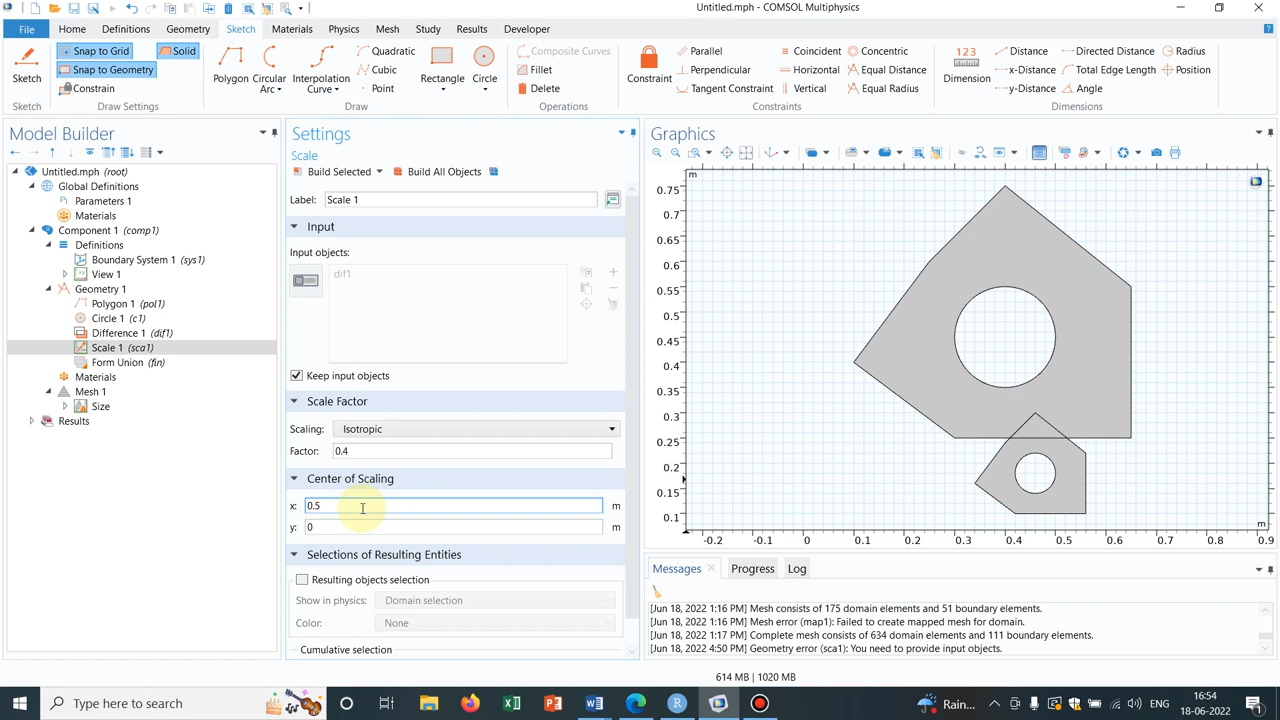 Untitled.mph - COMSOL Multiphysics
File Home Definitions Geometry Sketch Materials Physics Mesh Study Results Developer
Snap to Grid Solid Quadratic Composite Curves Parallel Coincident Concentric Distance Directed Distance Radius
Snap to Geometry Cubic Fillet Perpendicular Horizontal Equal Distance x-Distance Total Edge Length Position
Constrain Point Delete Tangent Constraint Vertical Equal Radius y-Distance Angle
Sketch Polygon Circular Arc Interpolation Curve Rectangle Circle Constraint Dimension 123
Sketch Draw Settings Draw Operations Constraints Dimensions
Model Builder
Untitled.mph (root)
Global Definitions
Parameters 1
Materials
Component 1 (comp1)
Definitions
Boundary System 1 (sys1)
View 1
Geometry 1
Polygon 1 (pol1)
Circle 1 (c1)
Difference 1 (dif1)
Scale 1 (sca1)
Form Union (fin)
Materials
Mesh 1
Size
Results
Settings
Scale
Build Selected Build All Objects
Label: Scale 1
Input
Input objects:
dif1
Keep input objects
Scale Factor
Scaling: Isotropic
Factor: 0.4
Center of Scaling
x: 0.5 m
y: 0 m
Selections of Resulting Entities
Resulting objects selection
Show in physics: Domain selection
Color: None
Cumulative selection
Graphics
m
0.75
0.7
0.65
0.6
0.55
0.5
0.45
0.4
0.35
0.3
0.25
0.2
0.15
0.1
m
-0.2 -0.1 0 0.1 0.2 0.3 0.4 0.5 0.6 0.7 0.8 0.9
Messages Progress Log
[Jun 18, 2022 1:16 PM] Mesh consists of 175 domain elements and 51 boundary elements.
[Jun 18, 2022 1:16 PM] Mesh error (map1): Failed to create mapped mesh for domain.
[Jun 18, 2022 1:17 PM] Complete mesh consists of 634 domain elements and 111 boundary elements.
[Jun 18, 2022 4:50 PM] Geometry error (sca1): You need to provide input objects.
614 MB | 1020 MB
Type here to search
Rain... ENG 16:54
18-06-2022